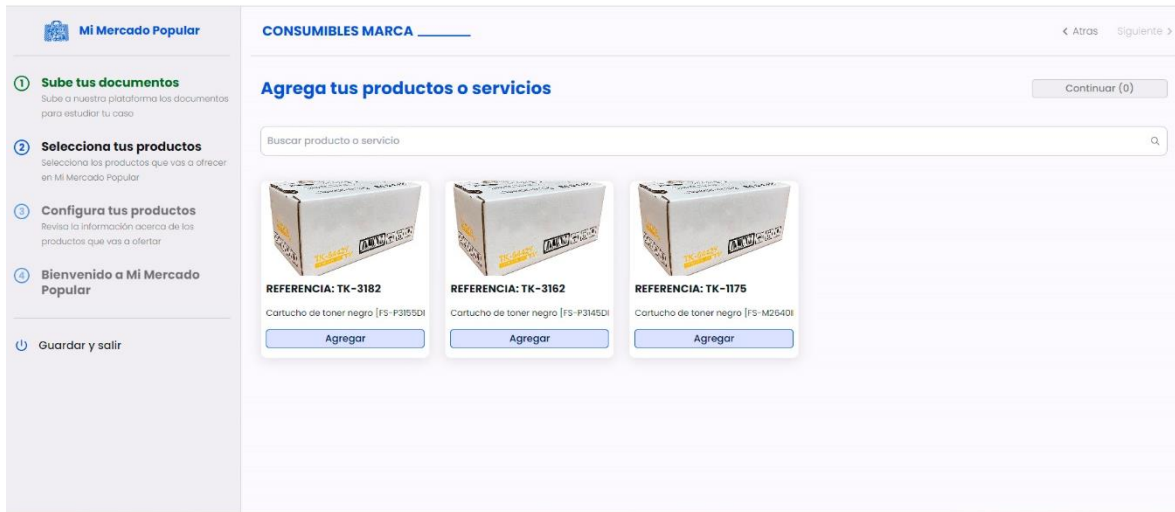 Mi Mercado Popular
CONSUMIBLES MARCA ______
Atras
Siguiente
1
Sube tus documentos
Sube a nuestra plataforma los documentos
para estudiar tu caso
2
Selecciona tus productos
Selecciona los productos que vas a ofrecer
en Mi Mercado Popular
3
Configura tus productos
Revisa la información acerca de los
productos que vas a ofertar
4
Bienvenido a Mi Mercado
Popular
Guardar y salir
Agrega tus productos o servicios
Continuar (0)
Buscar producto o servicio
REFERENCIA: TK-3182
Cartucho de toner negro [FS-P3155DI
Agregar
REFERENCIA: TK-3162
Cartucho de toner negro [FS-P3145DI
Agregar
REFERENCIA: TK-1175
Cartucho de toner negro [FS-M2640I
Agregar